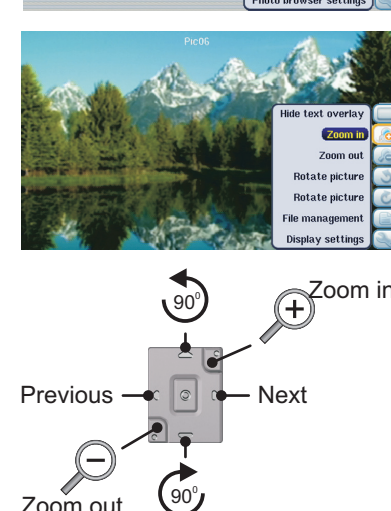 Photo browser settings
Pic06
Hide text overlay
Zoom in
Zoom out
Rotate picture
Rotate picture
File management
Display settings
90°
Zoom in
Previous
Next
Zoom out
90°